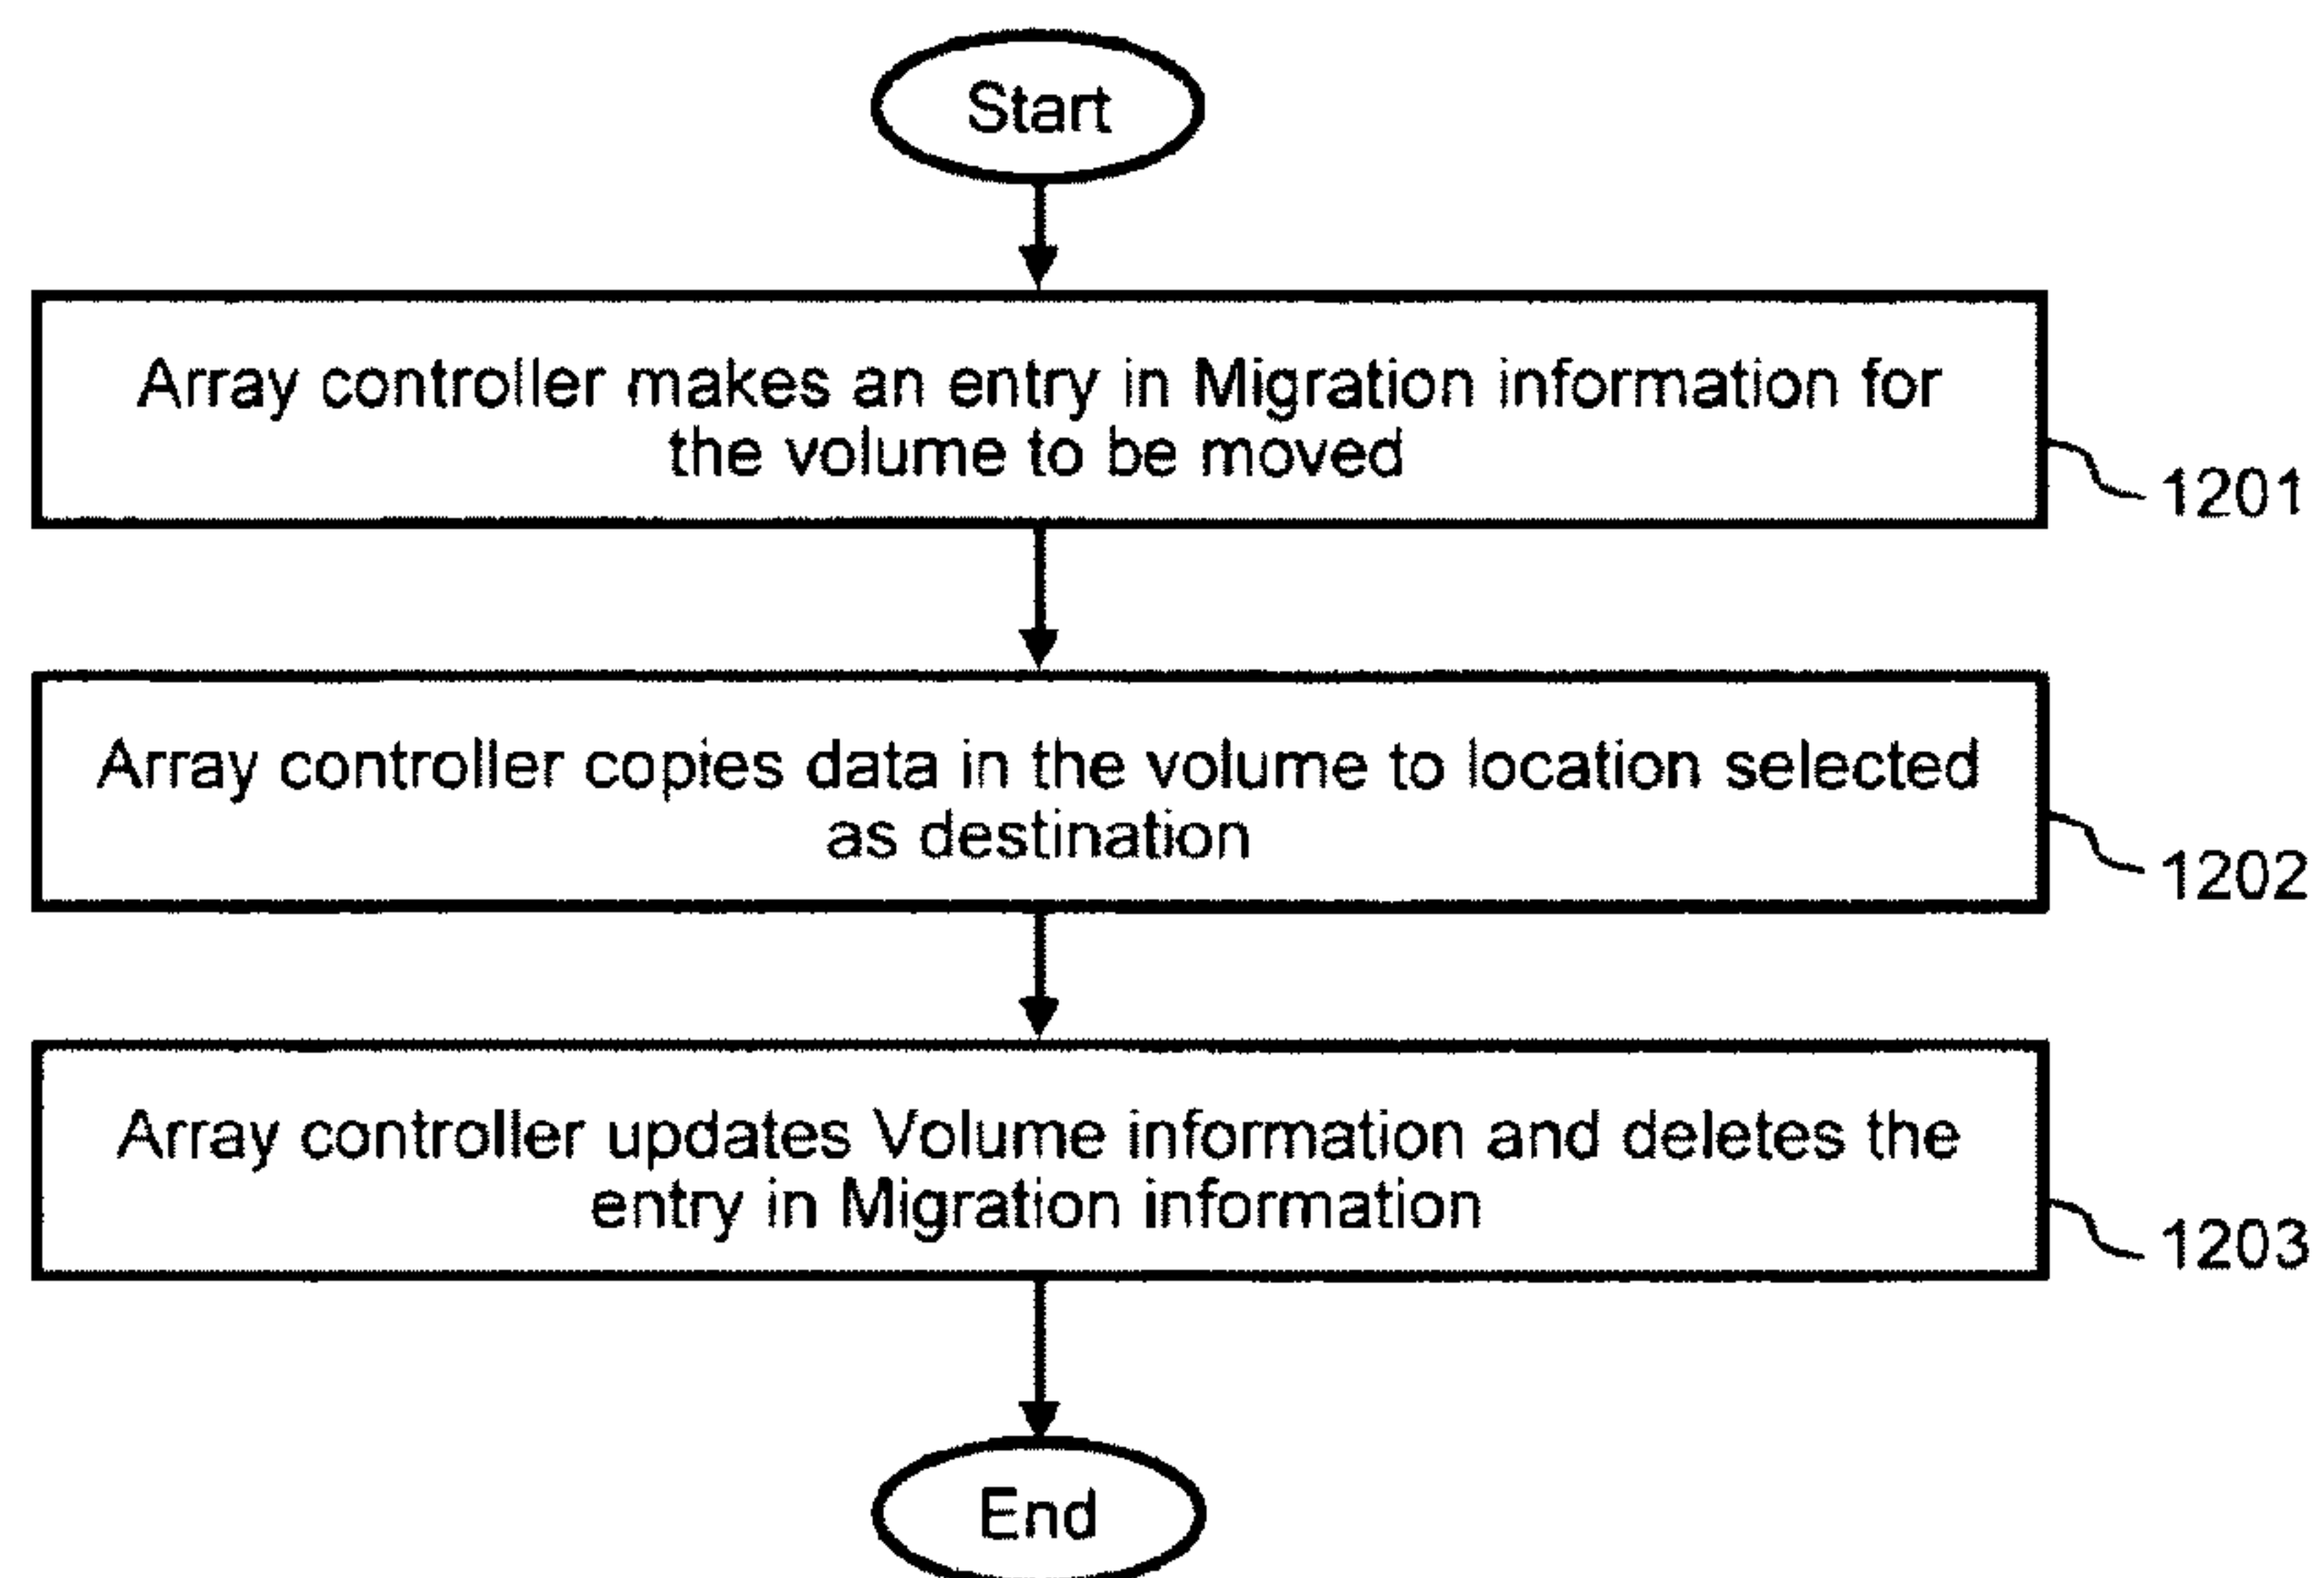 Start
Array controller makes an entry in Migration information for
the volume to be moved
1201
Array controller copies data in the volume to location selected
as destination
1202
Array controller updates Volume information and deletes the
entry in Migration information
1203
End